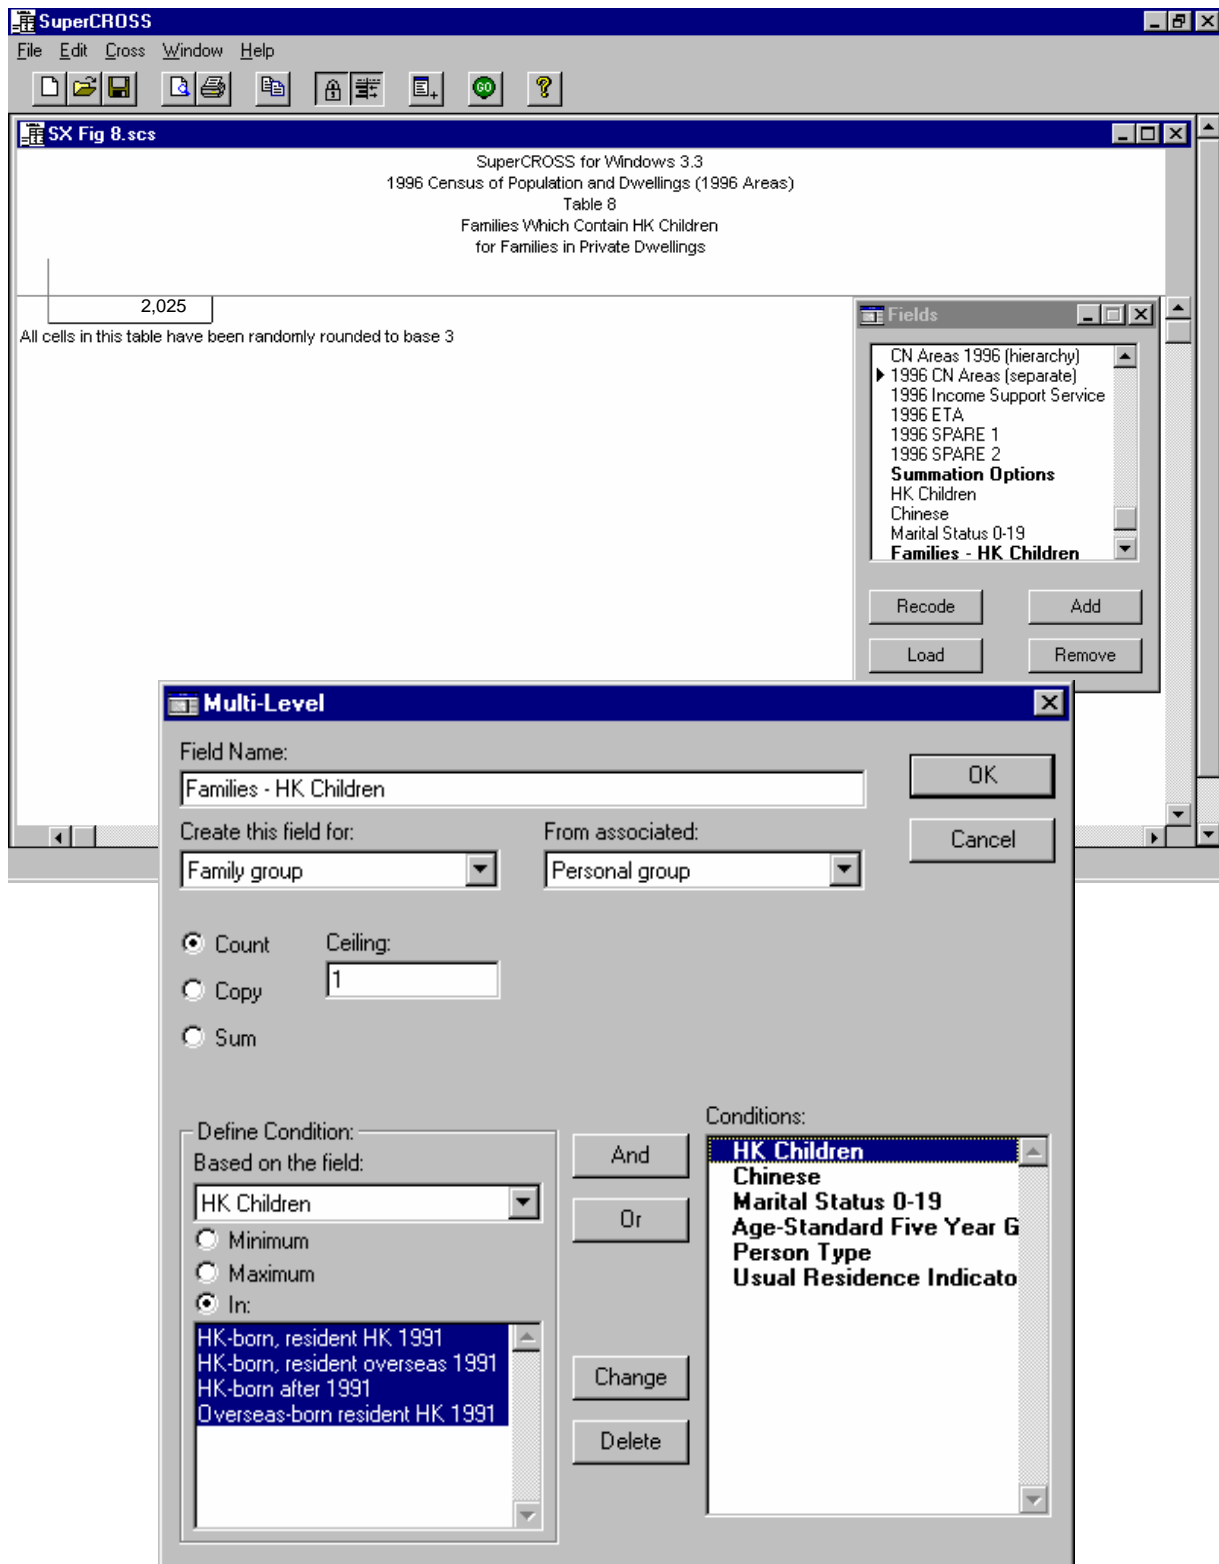 SuperCROSS
File Edit Cross Window Help
GO ?
SX Fig 8.scs
SuperCROSS for Windows 3.3
1996 Census of Population and Dwellings (1996 Areas)
Table 8
Families Which Contain HK Children
for Families in Private Dwellings
2,025
All cells in this table have been randomly rounded to base 3
Fields
CN Areas 1996 (hierarchy)
1996 CN Areas (separate)
1996 Income Support Service
1996 ETA
1996 SPARE 1
1996 SPARE 2
Summation Options
HK Children
Chinese
Marital Status 0-19
Families - HK Children
Recode Add
Load Remove
Multi-Level
Field Name:
Families - HK Children
OK
Create this field for: From associated:
Cancel
Family group Personal group
Count Ceiling:
1
Copy
Sum
Define Condition:
Based on the field:
HK Children
Minimum
Maximum
In:
HK-born, resident HK 1991
HK-born, resident overseas 1991
HK-born after 1991
Overseas-born resident HK 1991
And
Or
Change
Delete
Conditions:
HK Children
Chinese
Marital Status 0-19
Age-Standard Five Year G
Person Type
Usual Residence Indicato